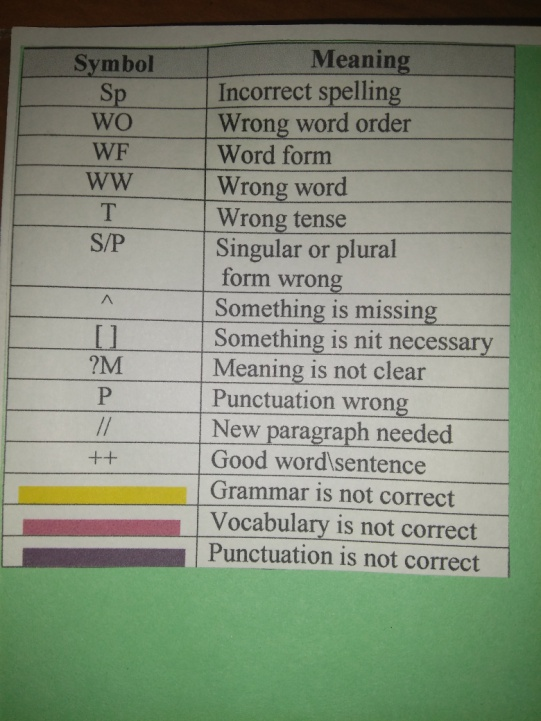 Symbol Meaning
Sp Incorrect spelling
WO Wrong word order
WF Word form
WW Wrong word
T Wrong tense
S/P Singular or plural
form wrong
^ Something is missing
[ ] Something is nit necessary
?M Meaning is not clear
P Punctuation wrong
// New paragraph needed
++ Good word\sentence
Grammar is not correct
Vocabulary is not correct
Punctuation is not correct